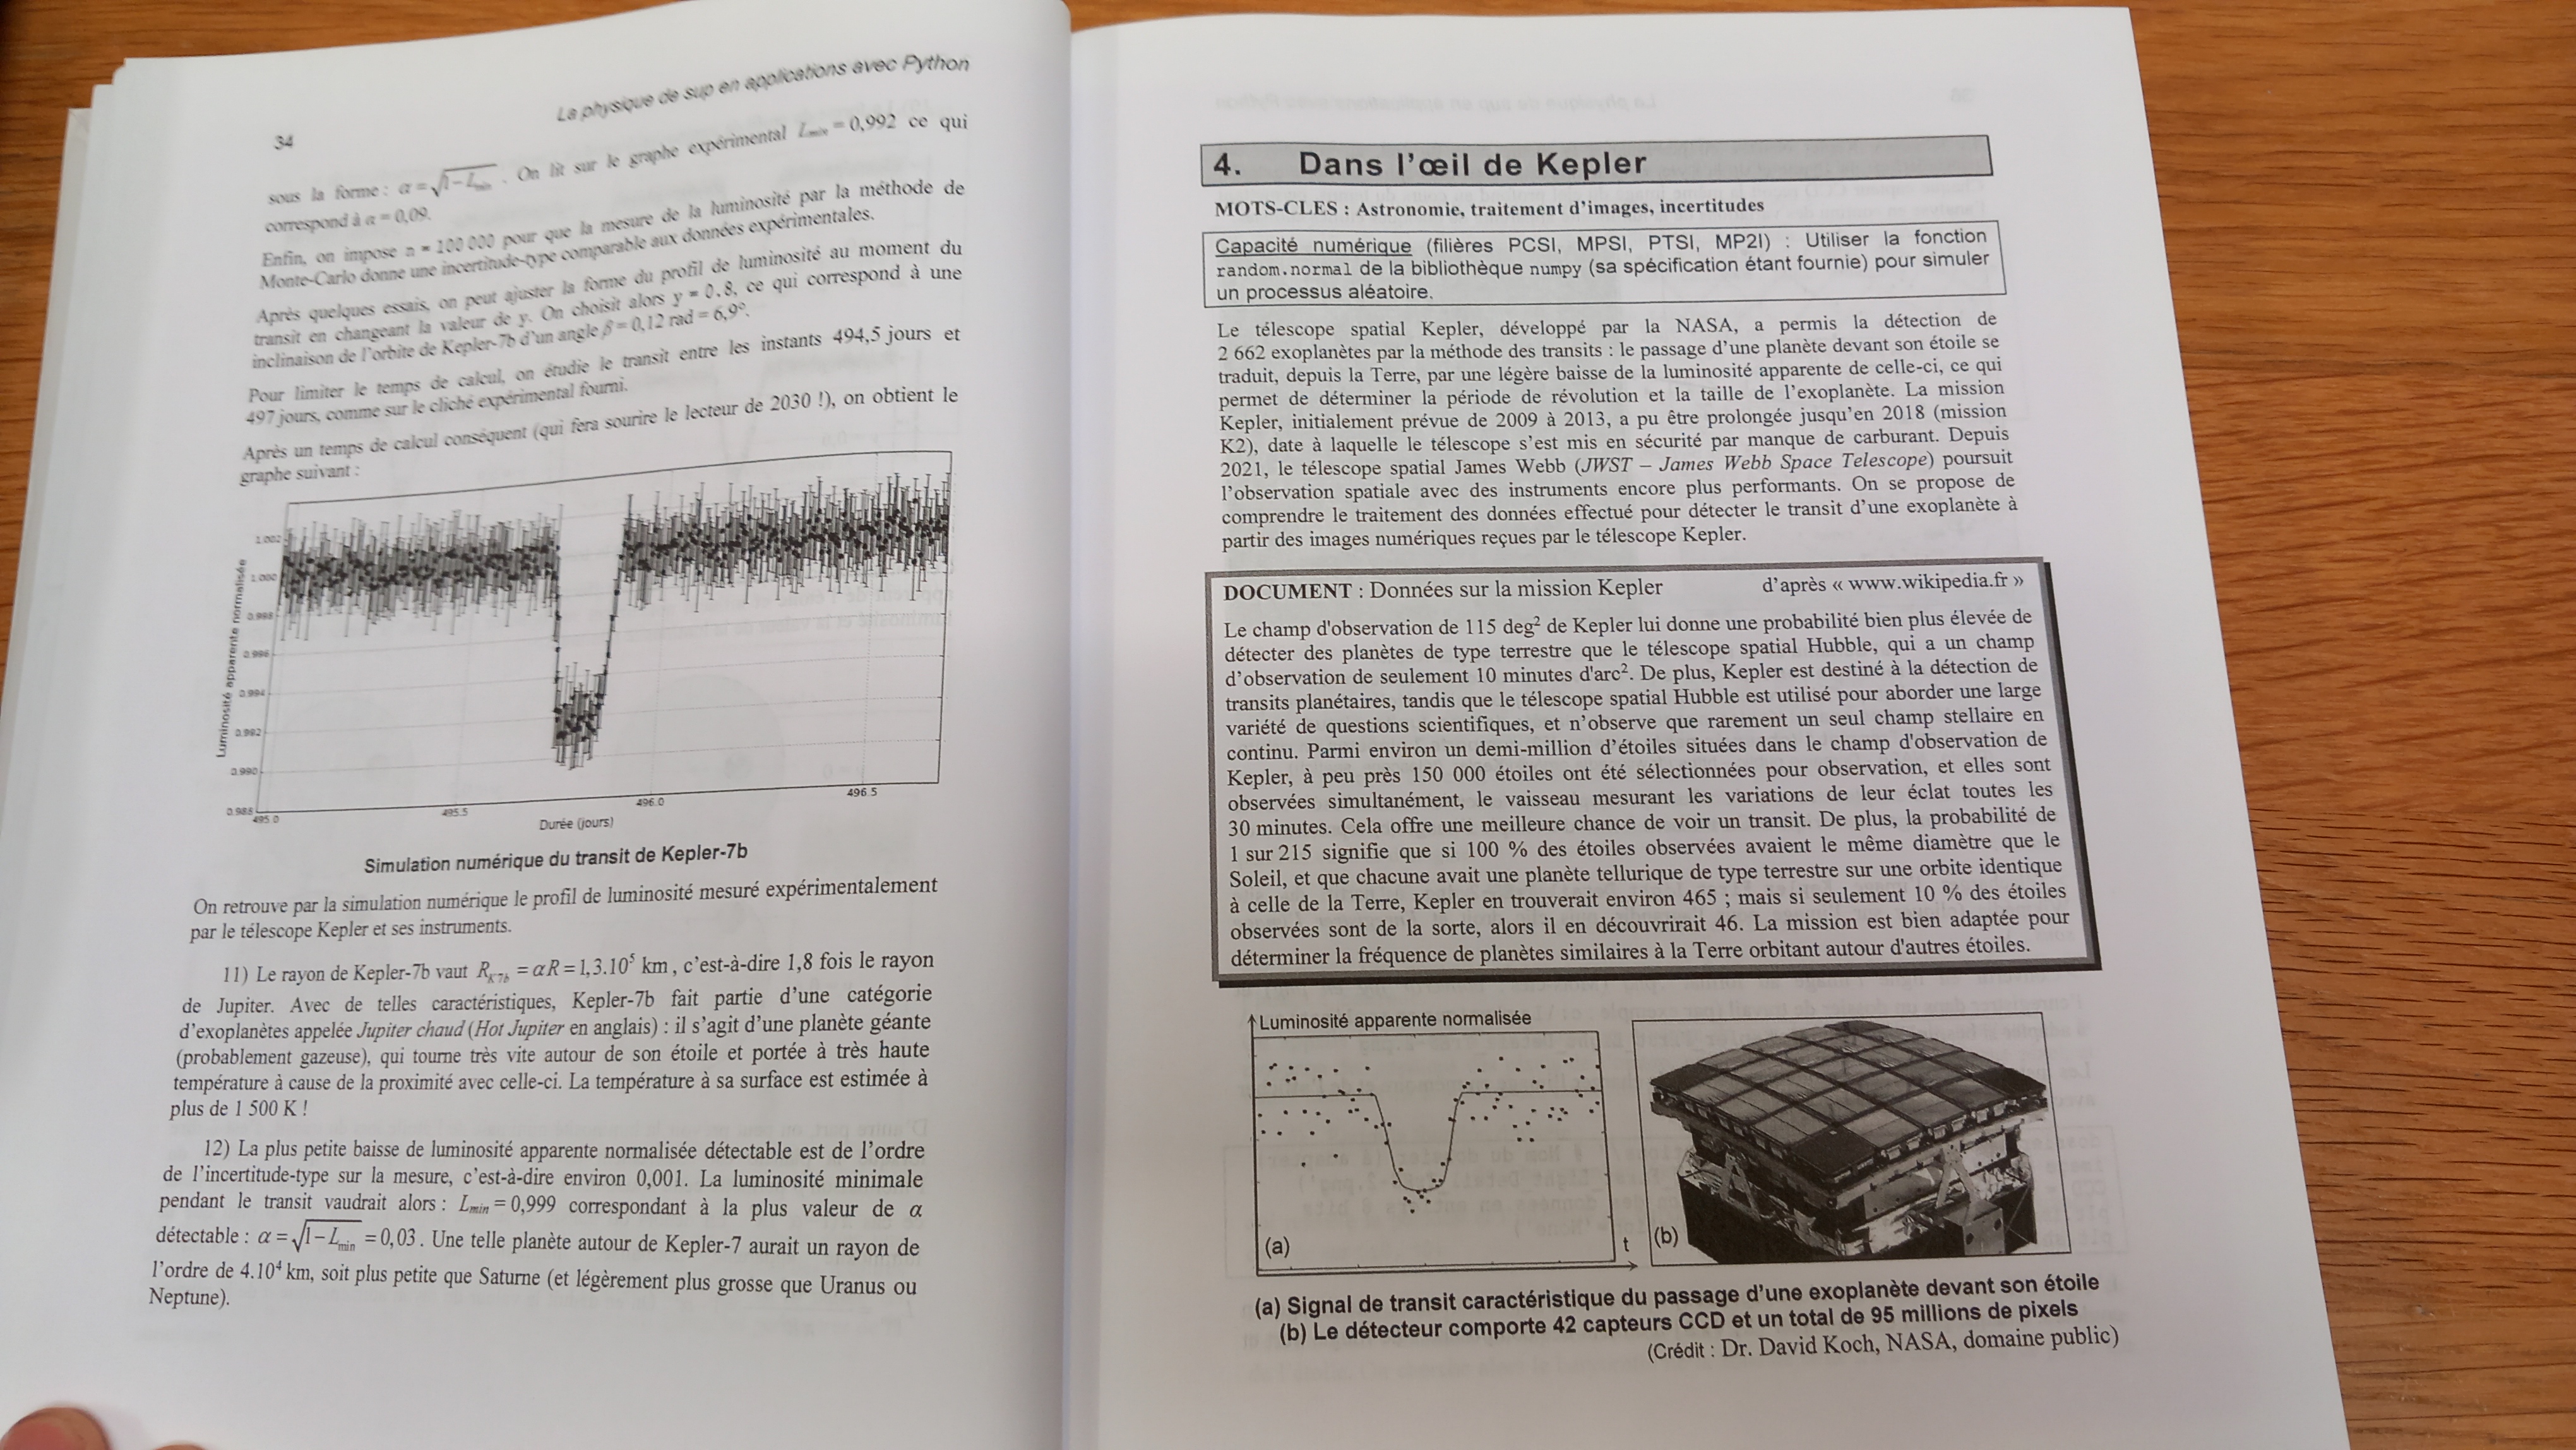 La physique de sup en applications avec Python
34
sous la forme : α = √1−Lmin . On lit sur le graphe expérimental Lmin = 0,992 ce qui
correspond à α = 0,09.
Enfin, on impose n = 100 000 pour que la mesure de la luminosité par la méthode de
Monte-Carlo donne une incertitude-type comparable aux données expérimentales.
Après quelques essais, on peut ajuster la forme du profil de luminosité au moment du
transit en changeant la valeur de y. On choisit alors y = 0.8, ce qui correspond à une
inclinaison de l'orbite de Kepler-7b d'un angle β = 0,12 rad = 6,9°.
Pour limiter le temps de calcul, on étudie le transit entre les instants 494,5 jours et
497 jours, comme sur le cliché expérimental fourni.
Après un temps de calcul conséquent (qui fera sourire le lecteur de 2030 !), on obtient le
graphe suivant :
Luminosité apparente normalisée
1.002
1.000
0.998
0.996
0.994
0.992
0.990
0.988
495.0
495.5
496.0
496.5
Durée (jours)
Simulation numérique du transit de Kepler-7b
On retrouve par la simulation numérique le profil de luminosité mesuré expérimentalement
par le télescope Kepler et ses instruments.
11) Le rayon de Kepler-7b vaut RK7b = αR = 1,3.10⁵ km , c'est-à-dire 1,8 fois le rayon
de Jupiter. Avec de telles caractéristiques, Kepler-7b fait partie d'une catégorie
d'exoplanètes appelée Jupiter chaud (Hot Jupiter en anglais) : il s'agit d'une planète géante
(probablement gazeuse), qui tourne très vite autour de son étoile et portée à très haute
température à cause de la proximité avec celle-ci. La température à sa surface est estimée à
plus de 1 500 K !
12) La plus petite baisse de luminosité apparente normalisée détectable est de l'ordre
de l'incertitude-type sur la mesure, c'est-à-dire environ 0,001. La luminosité minimale
pendant le transit vaudrait alors : Lmin = 0,999 correspondant à la plus valeur de α
détectable : α = √1−Lmin = 0,03. Une telle planète autour de Kepler-7 aurait un rayon de
l'ordre de 4.10⁴ km, soit plus petite que Saturne (et légèrement plus grosse que Uranus ou
Neptune).
4. Dans l'œil de Kepler
MOTS-CLES : Astronomie, traitement d'images, incertitudes
Capacité numérique (filières PCSI, MPSI, PTSI, MP2I) : Utiliser la fonction
random.normal de la bibliothèque numpy (sa spécification étant fournie) pour simuler
un processus aléatoire.
Le télescope spatial Kepler, développé par la NASA, a permis la détection de
2 662 exoplanètes par la méthode des transits : le passage d'une planète devant son étoile se
traduit, depuis la Terre, par une légère baisse de la luminosité apparente de celle-ci, ce qui
permet de déterminer la période de révolution et la taille de l'exoplanète. La mission
Kepler, initialement prévue de 2009 à 2013, a pu être prolongée jusqu'en 2018 (mission
K2), date à laquelle le télescope s'est mis en sécurité par manque de carburant. Depuis
2021, le télescope spatial James Webb (JWST – James Webb Space Telescope) poursuit
l'observation spatiale avec des instruments encore plus performants. On se propose de
comprendre le traitement des données effectué pour détecter le transit d'une exoplanète à
partir des images numériques reçues par le télescope Kepler.
DOCUMENT : Données sur la mission Kepler d'après « www.wikipedia.fr »
Le champ d'observation de 115 deg² de Kepler lui donne une probabilité bien plus élevée de
détecter des planètes de type terrestre que le télescope spatial Hubble, qui a un champ
d'observation de seulement 10 minutes d'arc². De plus, Kepler est destiné à la détection de
transits planétaires, tandis que le télescope spatial Hubble est utilisé pour aborder une large
variété de questions scientifiques, et n'observe que rarement un seul champ stellaire en
continu. Parmi environ un demi-million d'étoiles situées dans le champ d'observation de
Kepler, à peu près 150 000 étoiles ont été sélectionnées pour observation, et elles sont
observées simultanément, le vaisseau mesurant les variations de leur éclat toutes les
30 minutes. Cela offre une meilleure chance de voir un transit. De plus, la probabilité de
1 sur 215 signifie que si 100 % des étoiles observées avaient le même diamètre que le
Soleil, et que chacune avait une planète tellurique de type terrestre sur une orbite identique
à celle de la Terre, Kepler en trouverait environ 465 ; mais si seulement 10 % des étoiles
observées sont de la sorte, alors il en découvrirait 46. La mission est bien adaptée pour
déterminer la fréquence de planètes similaires à la Terre orbitant autour d'autres étoiles.
Luminosité apparente normalisée
(a)
t
(b)
(a) Signal de transit caractéristique du passage d'une exoplanète devant son étoile
(b) Le détecteur comporte 42 capteurs CCD et un total de 95 millions de pixels
(Crédit : Dr. David Koch, NASA, domaine public)